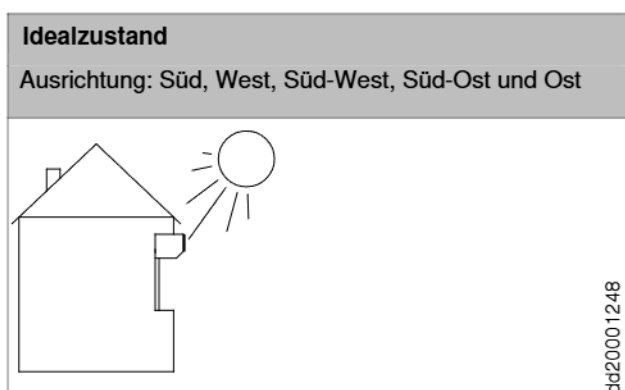 Idealzustand
Ausrichtung: Süd, West, Süd-West, Süd-Ost und Ost
dd20001248